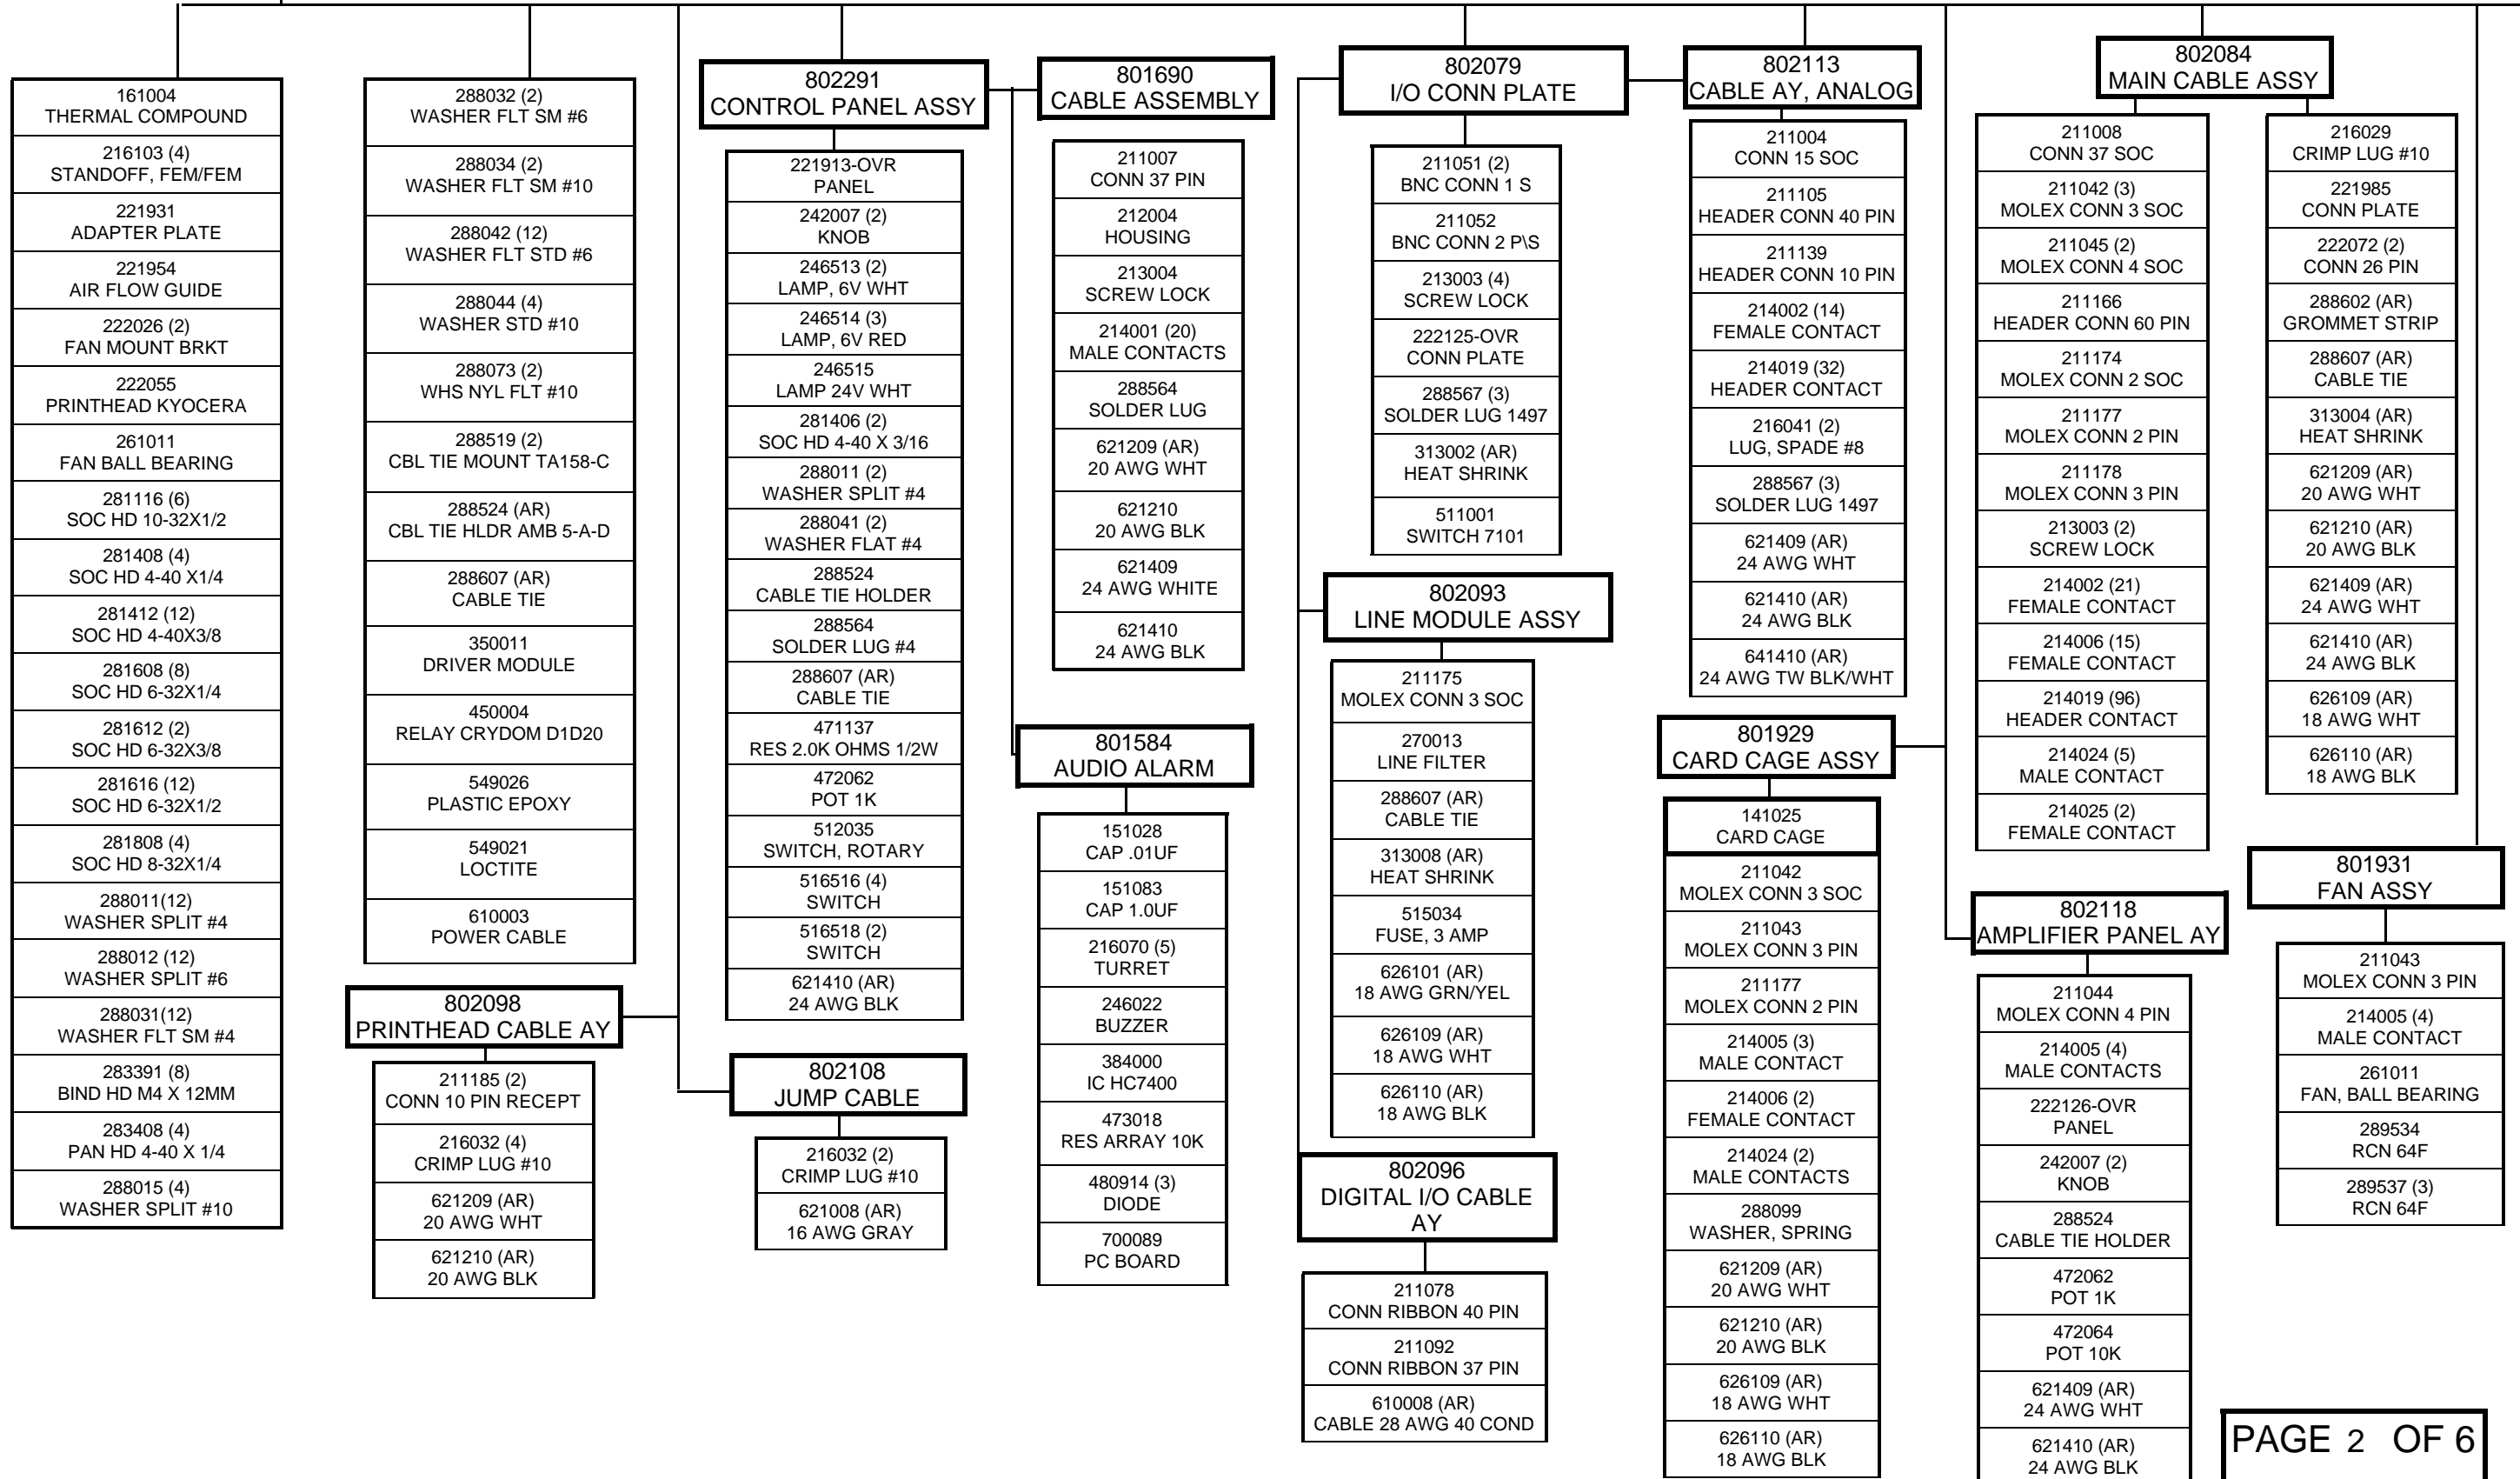 161004
THERMAL COMPOUND
216103 (4)
STANDOFF, FEM/FEM
221931
ADAPTER PLATE
221954
AIR FLOW GUIDE
222026 (2)
FAN MOUNT BRKT
222055
PRINTHEAD KYOCERA
261011
FAN BALL BEARING
281116 (6)
SOC HD 10-32X1/2
281408 (4)
SOC HD 4-40 X1/4
281412 (12)
SOC HD 4-40X3/8
281608 (8)
SOC HD 6-32X1/4
281612 (2)
SOC HD 6-32X3/8
281616 (12)
SOC HD 6-32X1/2
281808 (4)
SOC HD 8-32X1/4
288011(12)
WASHER SPLIT #4
288012 (12)
WASHER SPLIT #6
288031(12)
WASHER FLT SM #4
283391 (8)
BIND HD M4 X 12MM
283408 (4)
PAN HD 4-40 X 1/4
288015 (4)
WASHER SPLIT #10
288032 (2)
WASHER FLT SM #6
288034 (2)
WASHER FLT SM #10
288042 (12)
WASHER FLT STD #6
288044 (4)
WASHER STD #10
288073 (2)
WHS NYL FLT #10
288519 (2)
CBL TIE MOUNT TA158-C
288524 (AR)
CBL TIE HLDR AMB 5-A-D
288607 (AR)
CABLE TIE
350011
DRIVER MODULE
450004
RELAY CRYDOM D1D20
549026
PLASTIC EPOXY
549021
LOCTITE
610003
POWER CABLE
802098
PRINTHEAD CABLE AY
211185 (2)
CONN 10 PIN RECEPT
216032 (4)
CRIMP LUG #10
621209 (AR)
20 AWG WHT
621210 (AR)
20 AWG BLK
802291
CONTROL PANEL ASSY
221913-OVR
PANEL
242007 (2)
KNOB
246513 (2)
LAMP, 6V WHT
246514 (3)
LAMP, 6V RED
246515
LAMP 24V WHT
281406 (2)
SOC HD 4-40 X 3/16
288011 (2)
WASHER SPLIT #4
288041 (2)
WASHER FLAT #4
288524
CABLE TIE HOLDER
288564
SOLDER LUG #4
288607 (AR)
CABLE TIE
471137
RES 2.0K OHMS 1/2W
472062
POT 1K
512035
SWITCH, ROTARY
516516 (4)
SWITCH
516518 (2)
SWITCH
621410 (AR)
24 AWG BLK
802108
JUMP CABLE
216032 (2)
CRIMP LUG #10
621008 (AR)
16 AWG GRAY
801690
CABLE ASSEMBLY
211007
CONN 37 PIN
212004
HOUSING
213004
SCREW LOCK
214001 (20)
MALE CONTACTS
288564
SOLDER LUG
621209 (AR)
20 AWG WHT
621210
20 AWG BLK
621409
24 AWG WHITE
621410
24 AWG BLK
801584
AUDIO ALARM
151028
CAP .01UF
151083
CAP 1.0UF
216070 (5)
TURRET
246022
BUZZER
384000
IC HC7400
473018
RES ARRAY 10K
480914 (3)
DIODE
700089
PC BOARD
802079
I/O CONN PLATE
211051 (2)
BNC CONN 1 S
211052
BNC CONN 2 P\S
213003 (4)
SCREW LOCK
222125-OVR
CONN PLATE
288567 (3)
SOLDER LUG 1497
313002 (AR)
HEAT SHRINK
511001
SWITCH 7101
802093
LINE MODULE ASSY
211175
MOLEX CONN 3 SOC
270013
LINE FILTER
288607 (AR)
CABLE TIE
313008 (AR)
HEAT SHRINK
515034
FUSE, 3 AMP
626101 (AR)
18 AWG GRN/YEL
626109 (AR)
18 AWG WHT
626110 (AR)
18 AWG BLK
802096
DIGITAL I/O CABLE
AY
211078
CONN RIBBON 40 PIN
211092
CONN RIBBON 37 PIN
610008 (AR)
CABLE 28 AWG 40 COND
802113
CABLE AY, ANALOG
211004
CONN 15 SOC
211105
HEADER CONN 40 PIN
211139
HEADER CONN 10 PIN
214002 (14)
FEMALE CONTACT
214019 (32)
HEADER CONTACT
216041 (2)
LUG, SPADE #8
288567 (3)
SOLDER LUG 1497
621409 (AR)
24 AWG WHT
621410 (AR)
24 AWG BLK
641410 (AR)
24 AWG TW BLK/WHT
801929
CARD CAGE ASSY
141025
CARD CAGE
211042
MOLEX CONN 3 SOC
211043
MOLEX CONN 3 PIN
211177
MOLEX CONN 2 PIN
214005 (3)
MALE CONTACT
214006 (2)
FEMALE CONTACT
214024 (2)
MALE CONTACTS
288099
WASHER, SPRING
621209 (AR)
20 AWG WHT
621210 (AR)
20 AWG BLK
626109 (AR)
18 AWG WHT
626110 (AR)
18 AWG BLK
802084
MAIN CABLE ASSY
211008
CONN 37 SOC
211042 (3)
MOLEX CONN 3 SOC
211045 (2)
MOLEX CONN 4 SOC
211166
HEADER CONN 60 PIN
211174
MOLEX CONN 2 SOC
211177
MOLEX CONN 2 PIN
211178
MOLEX CONN 3 PIN
213003 (2)
SCREW LOCK
214002 (21)
FEMALE CONTACT
214006 (15)
FEMALE CONTACT
214019 (96)
HEADER CONTACT
214024 (5)
MALE CONTACT
214025 (2)
FEMALE CONTACT
216029
CRIMP LUG #10
221985
CONN PLATE
222072 (2)
CONN 26 PIN
288602 (AR)
GROMMET STRIP
288607 (AR)
CABLE TIE
313004 (AR)
HEAT SHRINK
621209 (AR)
20 AWG WHT
621210 (AR)
20 AWG BLK
621409 (AR)
24 AWG WHT
621410 (AR)
24 AWG BLK
626109 (AR)
18 AWG WHT
626110 (AR)
18 AWG BLK
802118
AMPLIFIER PANEL AY
211044
MOLEX CONN 4 PIN
214005 (4)
MALE CONTACTS
222126-OVR
PANEL
242007 (2)
KNOB
288524
CABLE TIE HOLDER
472062
POT 1K
472064
POT 10K
621409 (AR)
24 AWG WHT
621410 (AR)
24 AWG BLK
801931
FAN ASSY
211043
MOLEX CONN 3 PIN
214005 (4)
MALE CONTACT
261011
FAN, BALL BEARING
289534
RCN 64F
289537 (3)
RCN 64F
PAGE 2 OF 6